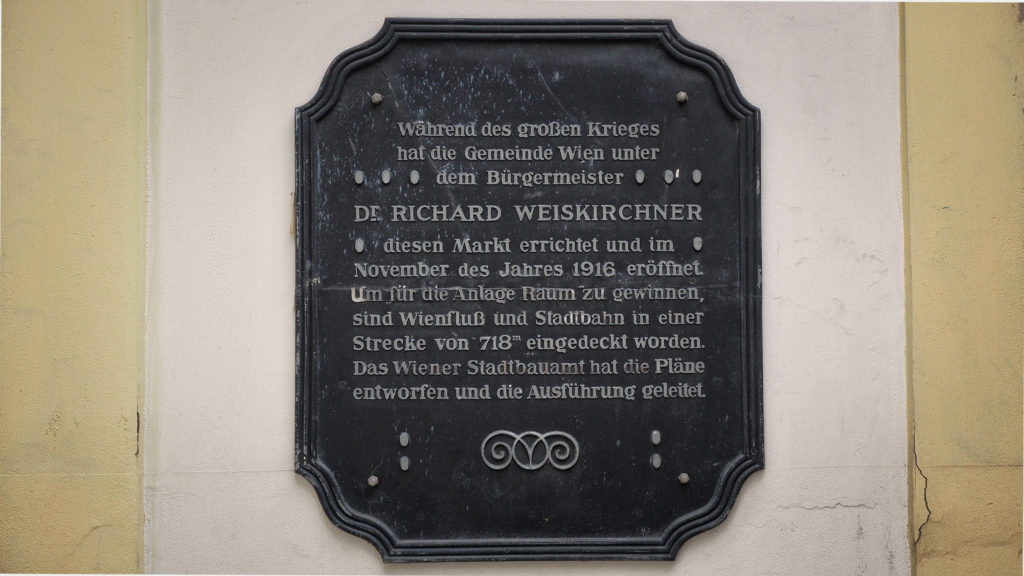 Während des großen Krieges
hat die Gemeinde Wien unter
dem Bürgermeister
DR. RICHARD WEISKIRCHNER
diesen Markt errichtet und im
November des Jahres 1916 eröffnet.
Um für die Anlage Raum zu gewinnen,
sind Wienfluß und Stadtbahn in einer
Strecke von 718m eingedeckt worden.
Das Wiener Stadtbauamt hat die Pläne
entworfen und die Ausführung geleitet.